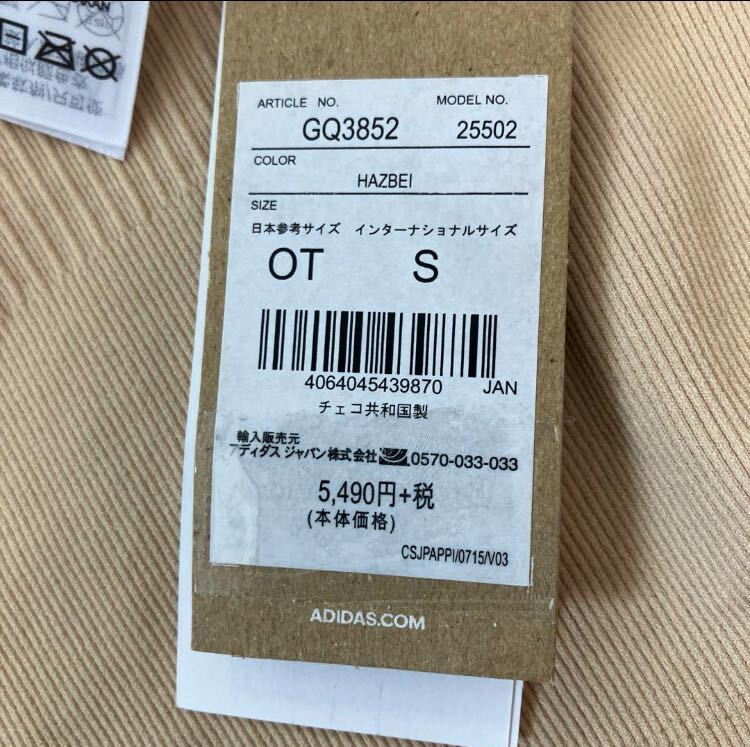 ARTICLE NO. MODEL NO.
GQ3852 25502
COLOR
HAZBEI
SIZE
日本参考サイズ インターナショナルサイズ
OT S
4064045439870 JAN
チェコ共和国製
輸入販売元
アディダス ジャパン株式会社 0570-033-033
5,490円+税
(本体価格)
CSJPAPPI/0715/V03
ADIDAS.COM